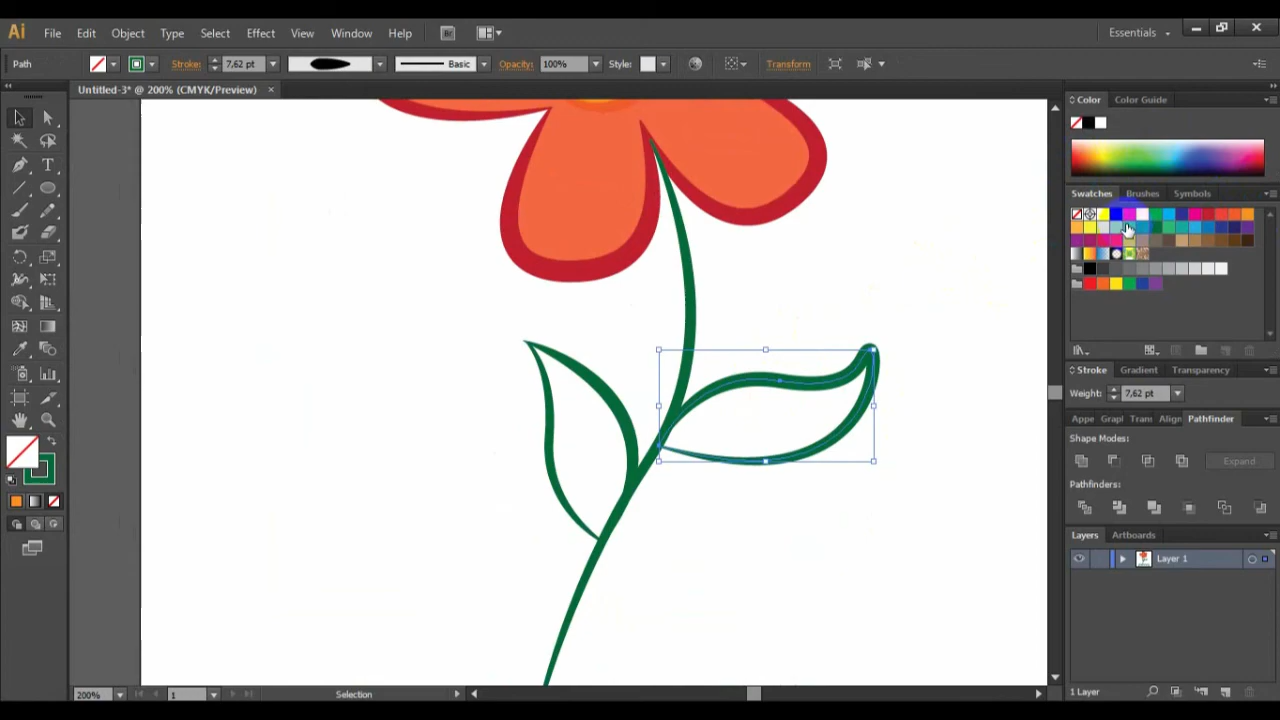 Ai File Edit Object Type Select Effect View Window Help Br Essentials
Path Stroke: 7,62 pt Basic Opacity: 100% Style: Transform
Untitled-3* @ 200% (CMYK/Preview)
Color Color Guide
Swatches Brushes Symbols
Stroke Gradient Transparency
Weight: 7,62 pt
Appe Grapl Tran Align Pathfinder
Shape Modes:
Expand
Pathfinders:
Layers Artboards
Layer 1
200% 1 Selection 1 Layer